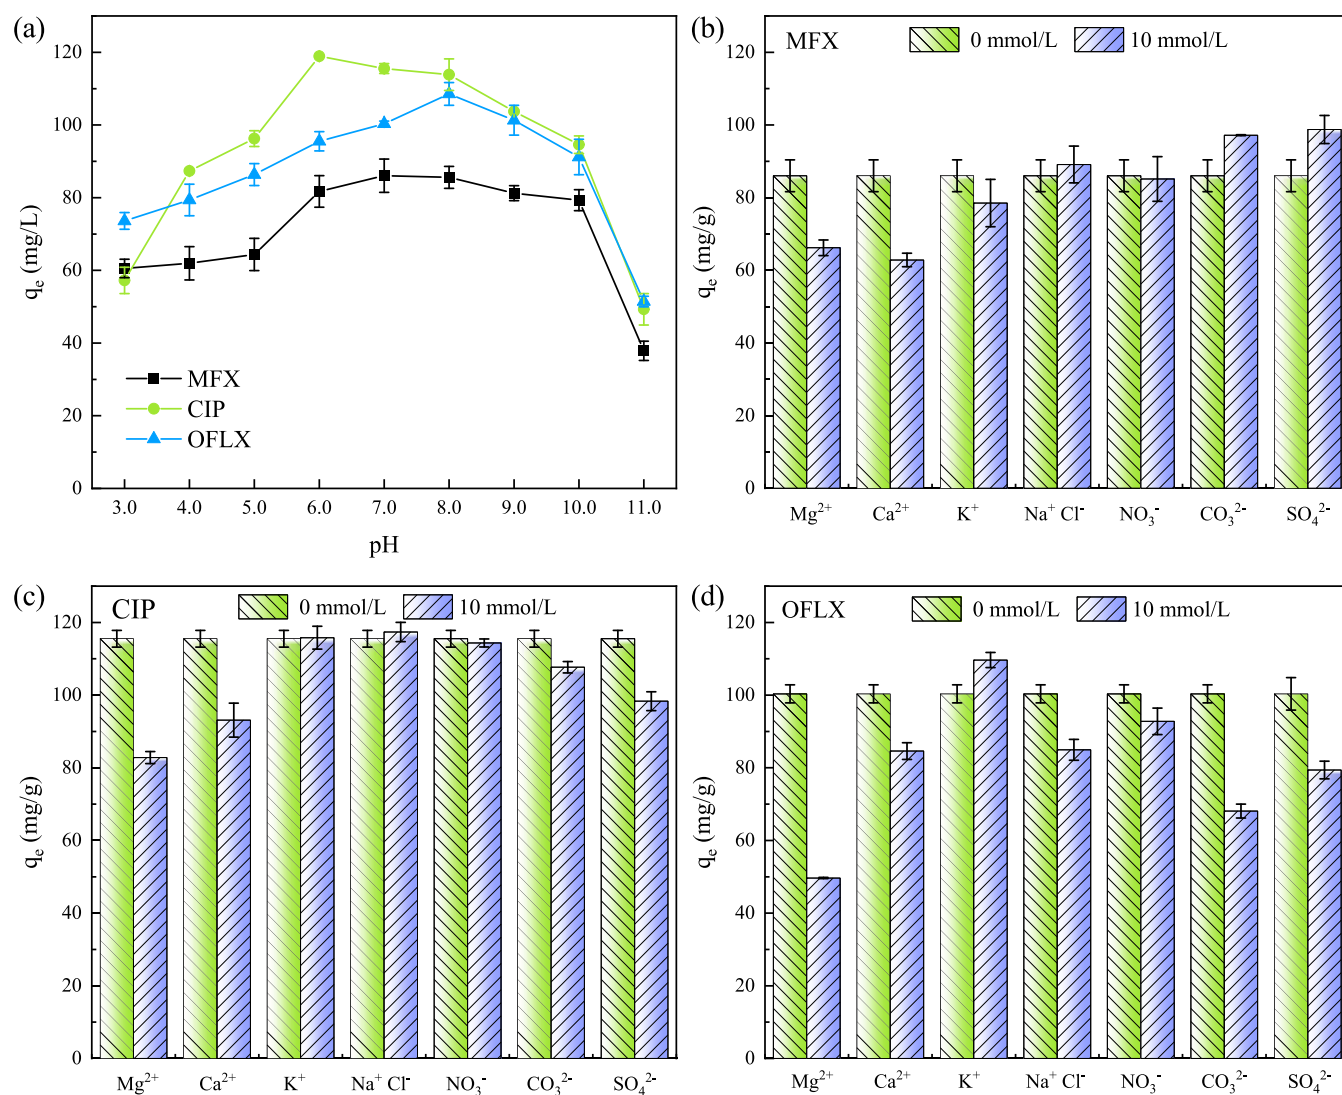 (a)
120
100
80
60
40
20
0
q_e (mg/L)
MFX
CIP
OFLX
3.0 4.0 5.0 6.0 7.0 8.0 9.0 10.0 11.0
pH
(b)
MFX
0 mmol/L
10 mmol/L
120
100
80
60
40
20
0
q_e (mg/g)
Mg²⁺ Ca²⁺ K⁺ Na⁺ Cl⁻ NO₃⁻ CO₃²⁻ SO₄²⁻
(c)
CIP
0 mmol/L
10 mmol/L
120
100
80
60
40
20
0
q_e (mg/g)
Mg²⁺ Ca²⁺ K⁺ Na⁺ Cl⁻ NO₃⁻ CO₃²⁻ SO₄²⁻
(d)
OFLX
0 mmol/L
10 mmol/L
120
100
80
60
40
20
0
q_e (mg/g)
Mg²⁺ Ca²⁺ K⁺ Na⁺ Cl⁻ NO₃⁻ CO₃²⁻ SO₄²⁻